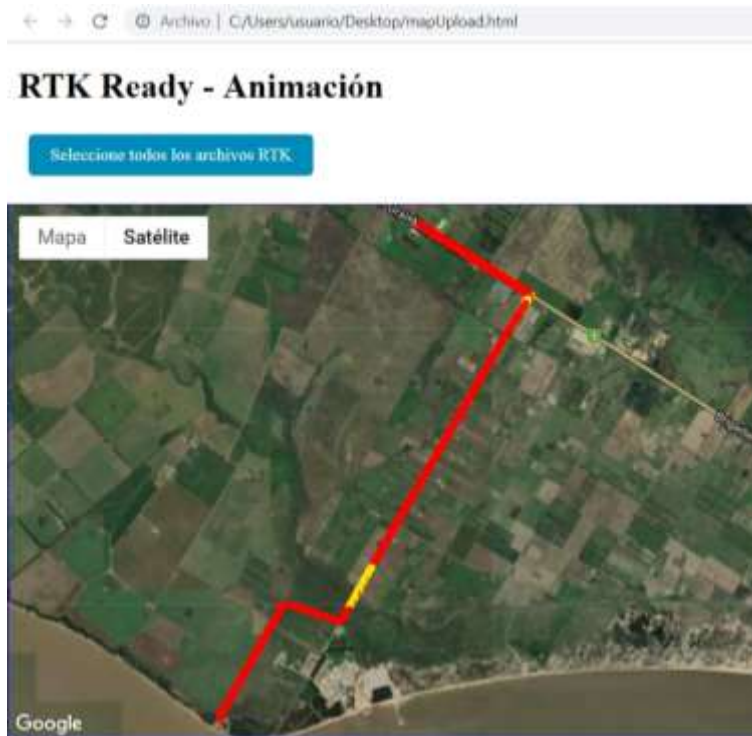 Archivo | C:/Users/usuario/Desktop/mapUpload.html
RTK Ready - Animación
Seleccione todos los archivos RTK
Mapa Satélite
Google